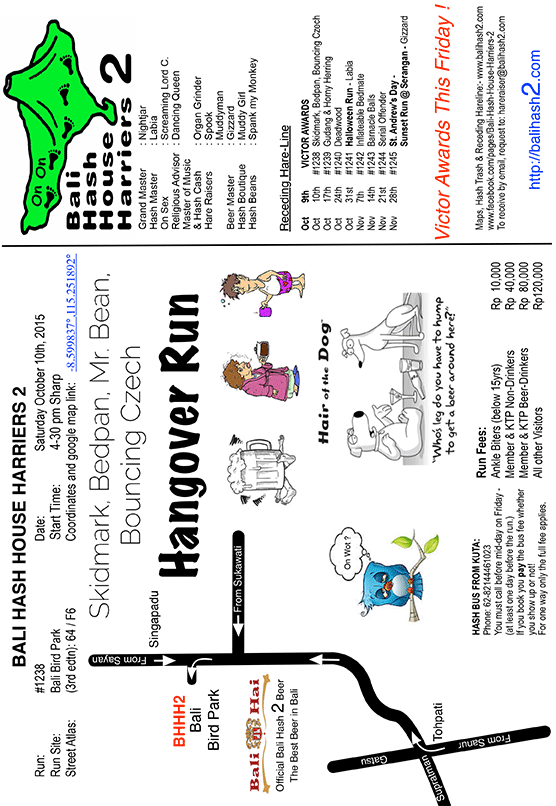 BALI HASH HOUSE HARRIERS 2
Run: #1238 Date: Saturday October 10th, 2015
Run Site: Bali Bird Park Start Time: 4-30 pm Sharp
Street Atlas: (3rd edtn): 64 / F6 Coordinates and google map link: -8.599837°,115.251892°
Skidmark, Bedpan, Mr. Bean,
Bouncing Czech
Hangover Run
From Sayan
Singapadu
BHHH2
Bali
Bird Park
From Sukawati
Bali Hai
Official Bali Hash 2 Beer
The Best Beer in Bali
Tohpati
Gatsu
From Sanur
Supratman
On Wot ?
Hair of the Dog
"Who's leg do you have to hump
to get a beer around here?"
HASH BUS FROM KUTA:
Phone: 62-82144461023
You must call before mid-day on Friday -
(at least one day before the run.)
If you book you pay the bus fee whether
you show up or not!
For one way only the full fee applies.
Run Fees:
Ankle Biters (below 15yrs) Rp 10,000
Member & KTP Non-Drinkers Rp 40,000
Member & KTP Beer-Drinkers Rp 80,000
All other Visitors Rp120,000
On On
Bali
Hash
House
Harriers 2
Grand Master : Nightjar
Hash Master : Labia
On Sex : Screaming Lord C.
Religious Advisor : Dancing Queen
Master of Music
& Hash Cash : Organ Grinder
Hare Raisers : Spook
: Muddyman
Beer Master : Gizzard
Hash Boutique : Muddy Girl
Hash Beans : Spank my Monkey
Receding Hare-Line
Oct 9th VICTOR AWARDS
Oct 10th #1238 Skidmark, Bedpan, Bouncing Czech
Oct 17th #1239 Gudang & Horny Herring
Oct 24th #1240 Deadwood
Oct 31st #1241 Halloween Run - Labia
Nov 7th #1242 Inflateable Bedmate
Nov 14th #1243 Barnacle Balls
Nov 21st #1244 Serial Offender
Nov 28th #1245 St. Andrew's Day -
Sunset Run @ Serangan - Gizzard
Victor Awards This Friday !
Maps, Hash Trash & Receding Hareline:- www.balihash2.com
www.facebook.com/pages/Bali-Hash-House-Harriers-2
To receive by email, request to: hareraiser@balihash2.com
http://balihash2.com